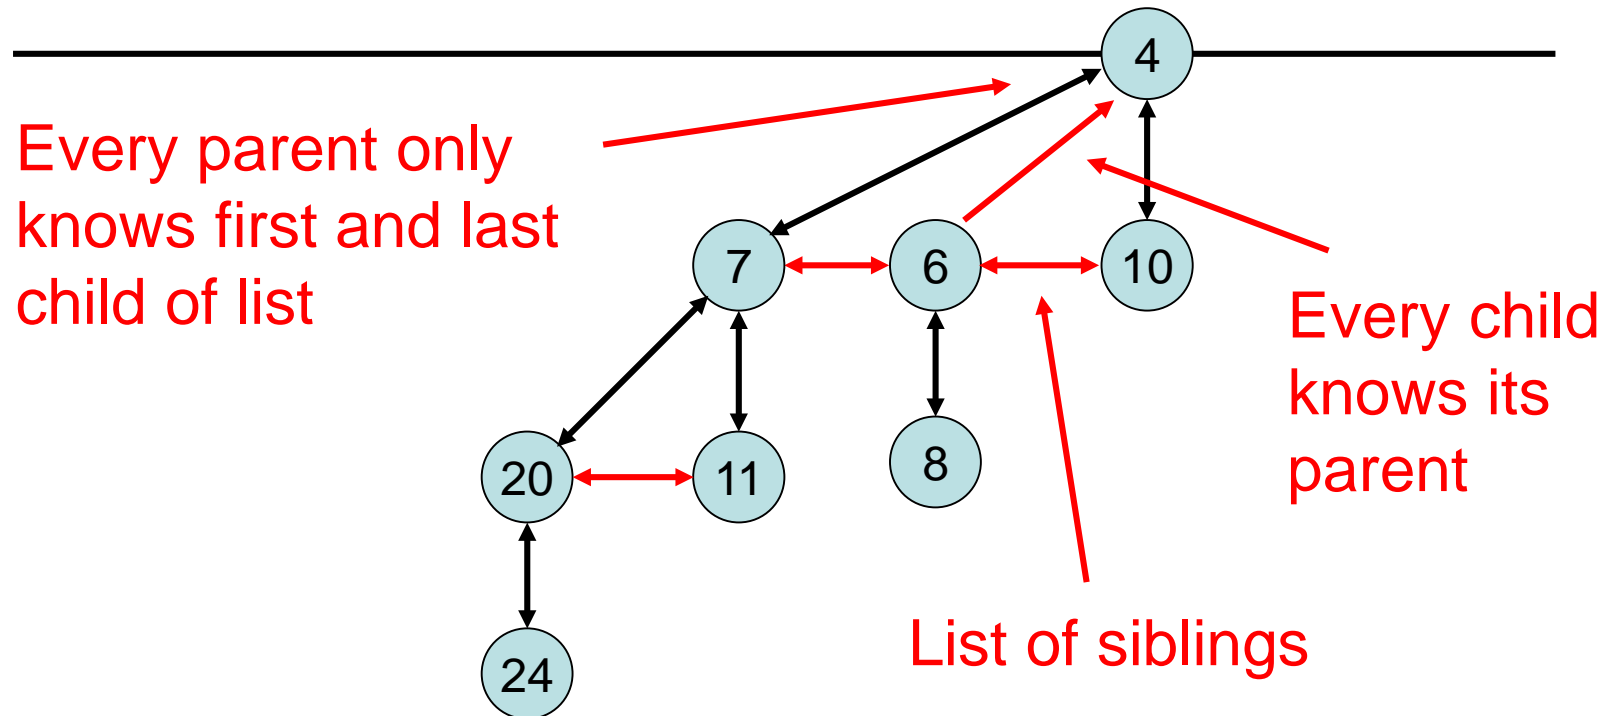 4
Every parent only
knows first and last
child of list
7
6
10
Every child
knows its
parent
20
11
8
List of siblings
24